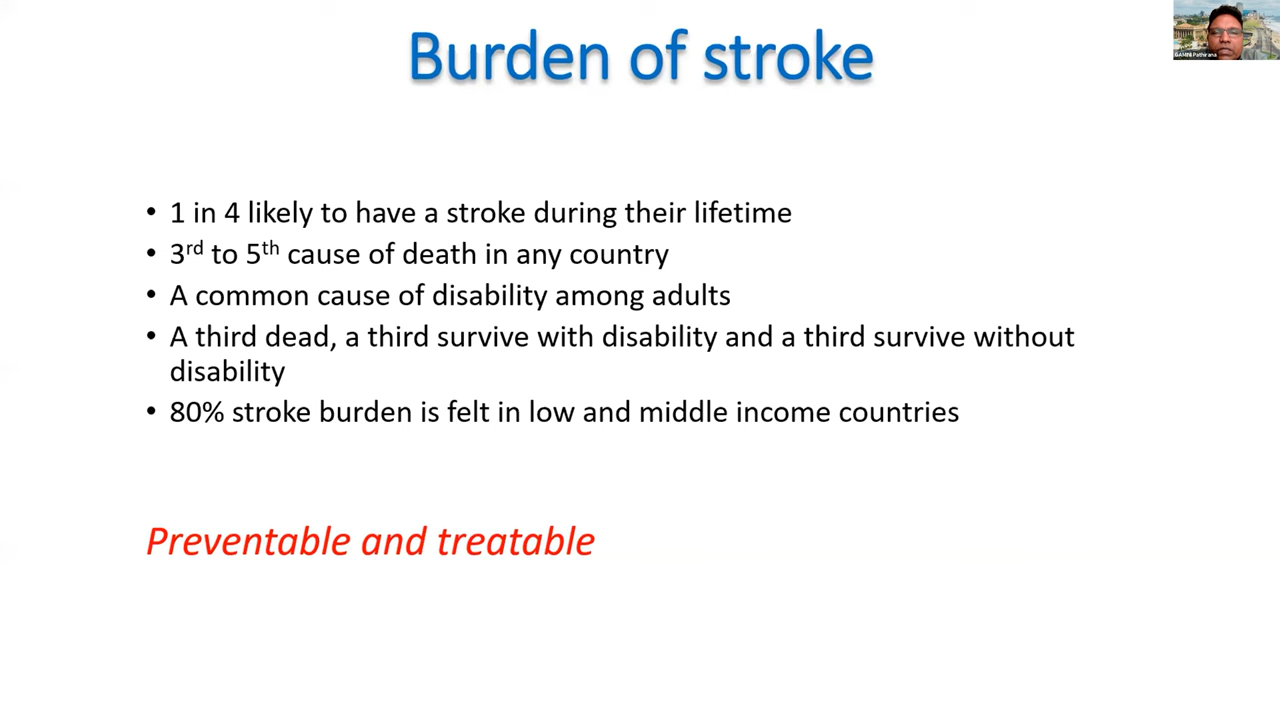 Burden of stroke
GAMINI Pathirana
• 1 in 4 likely to have a stroke during their lifetime
• 3rd to 5th cause of death in any country
• A common cause of disability among adults
• A third dead, a third survive with disability and a third survive without
disability
• 80% stroke burden is felt in low and middle income countries
Preventable and treatable